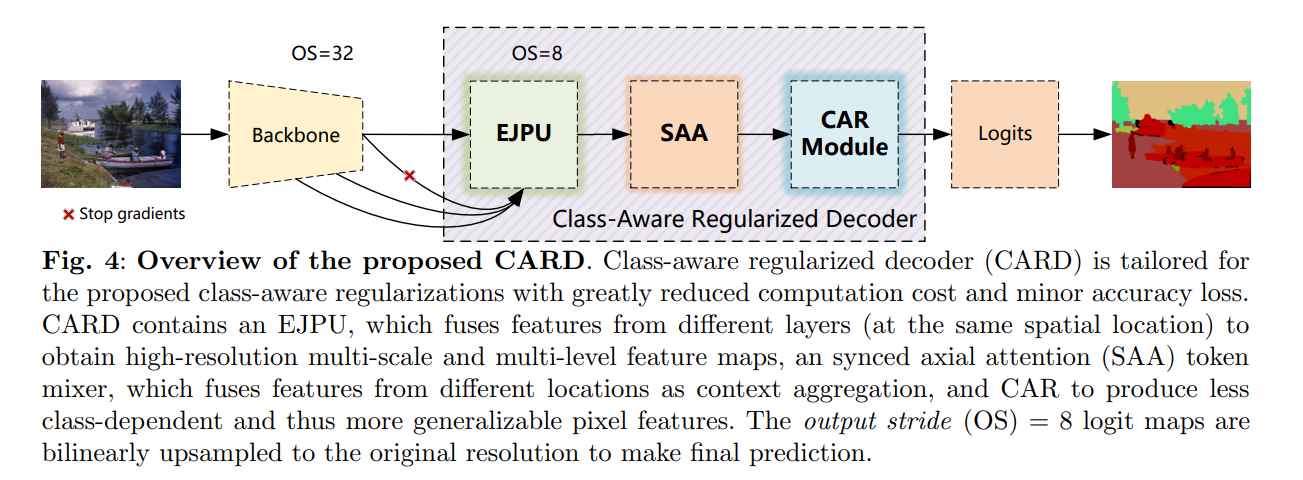 OS=32
OS=8
Backbone
EJPU
SAA
CAR
Module
Logits
Stop gradients
Class-Aware Regularized Decoder
Fig. 4: Overview of the proposed CARD. Class-aware regularized decoder (CARD) is tailored for
the proposed class-aware regularizations with greatly reduced computation cost and minor accuracy loss.
CARD contains an EJPU, which fuses features from different layers (at the same spatial location) to
obtain high-resolution multi-scale and multi-level feature maps, an synced axial attention (SAA) token
mixer, which fuses features from different locations as context aggregation, and CAR to produce less
class-dependent and thus more generalizable pixel features. The output stride (OS) = 8 logit maps are
bilinearly upsampled to the original resolution to make final prediction.